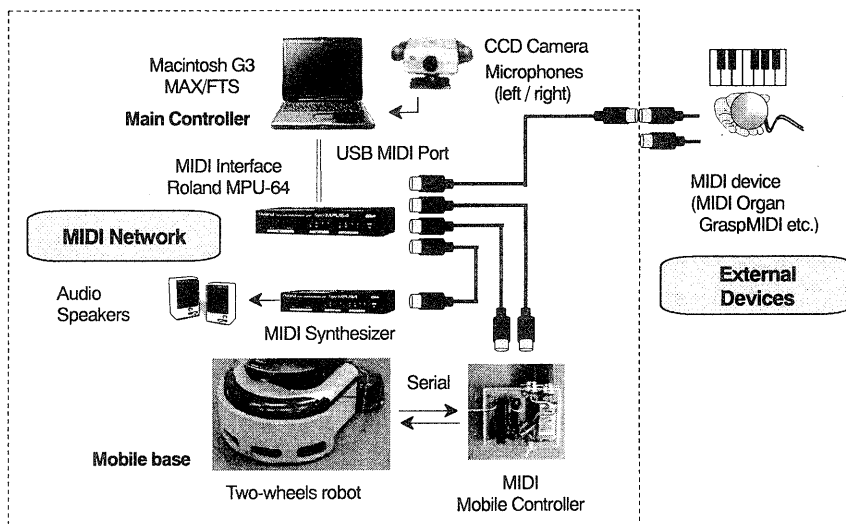 Macintosh G3
MAX/FTS
Main Controller
CCD Camera
Microphones
(left / right)
MIDI Interface
Roland MPU-64
USB MIDI Port
MIDI Network
MIDI device
(MIDI Organ
GraspMIDI etc.)
External
Devices
Audio
Speakers
MIDI Synthesizer
Serial
Mobile base
Two-wheels robot
MIDI
Mobile Controller